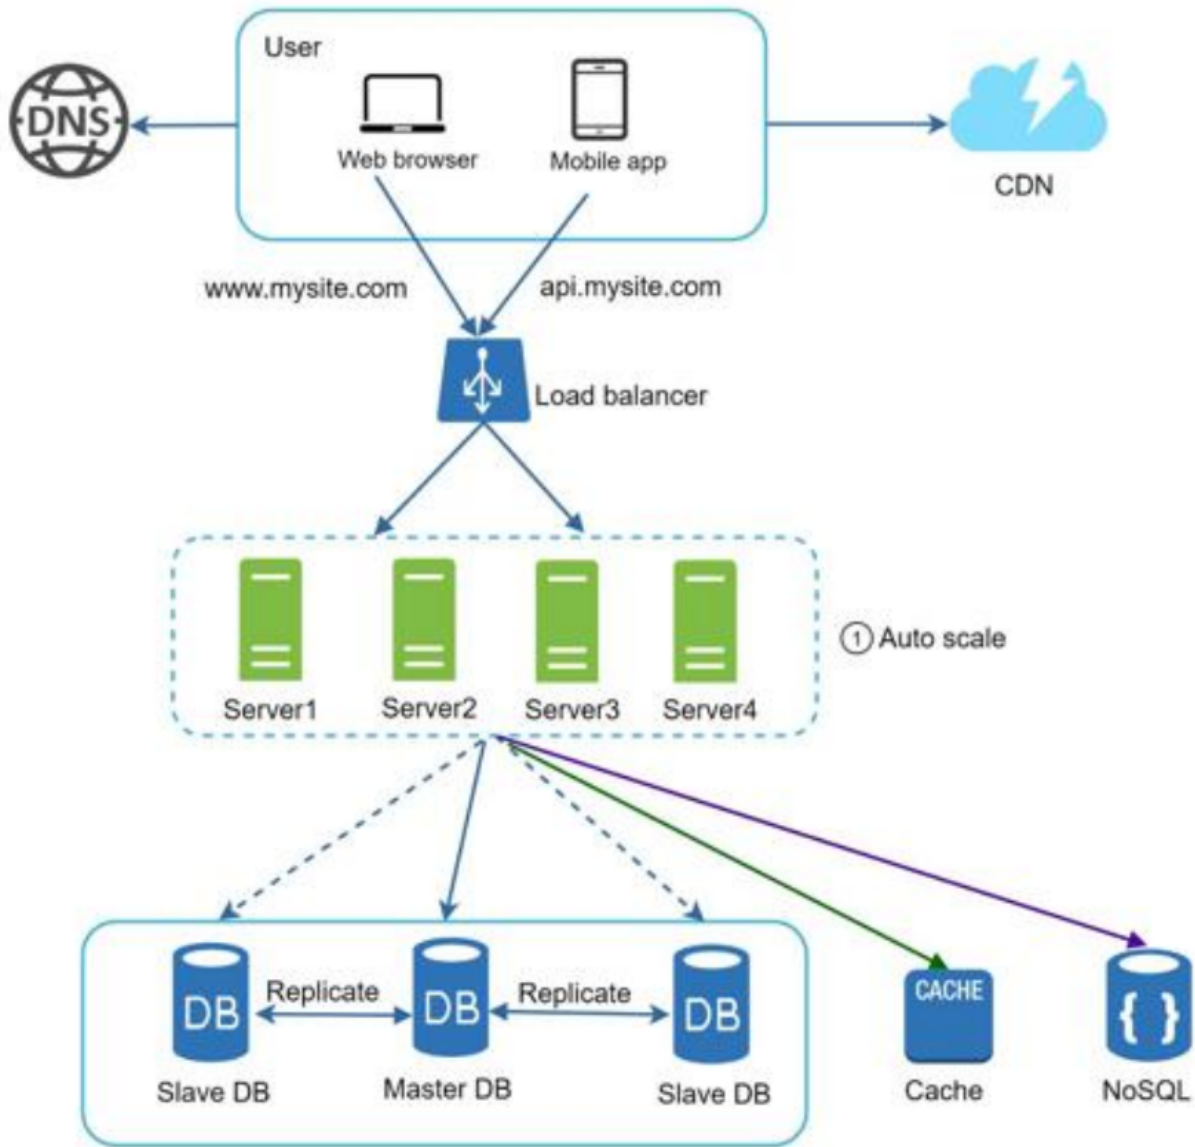 User
DNS
Web browser
Mobile app
CDN
www.mysite.com
api.mysite.com
Load balancer
Server1
Server2
Server3
Server4
1 Auto scale
DB
Replicate
DB
Replicate
DB
CACHE
{ }
Slave DB
Master DB
Slave DB
Cache
NoSQL